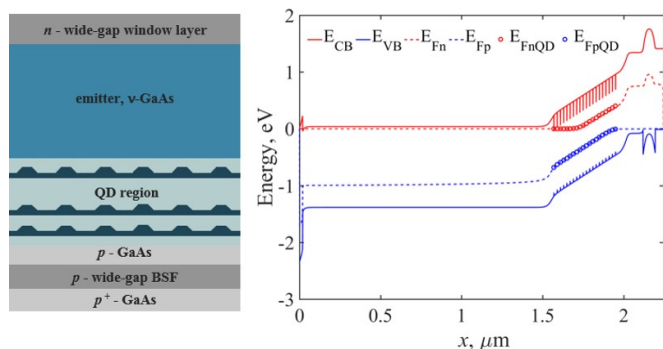 n - wide-gap window layer
emitter, ν-GaAs
QD region
p - GaAs
p - wide-gap BSF
p+ - GaAs
2
E_CB E_VB E_Fn E_Fp E_FnQD E_FpQD
1
0
-1
-2
-3
Energy, eV
0 0.5 1 1.5 2
x, μm